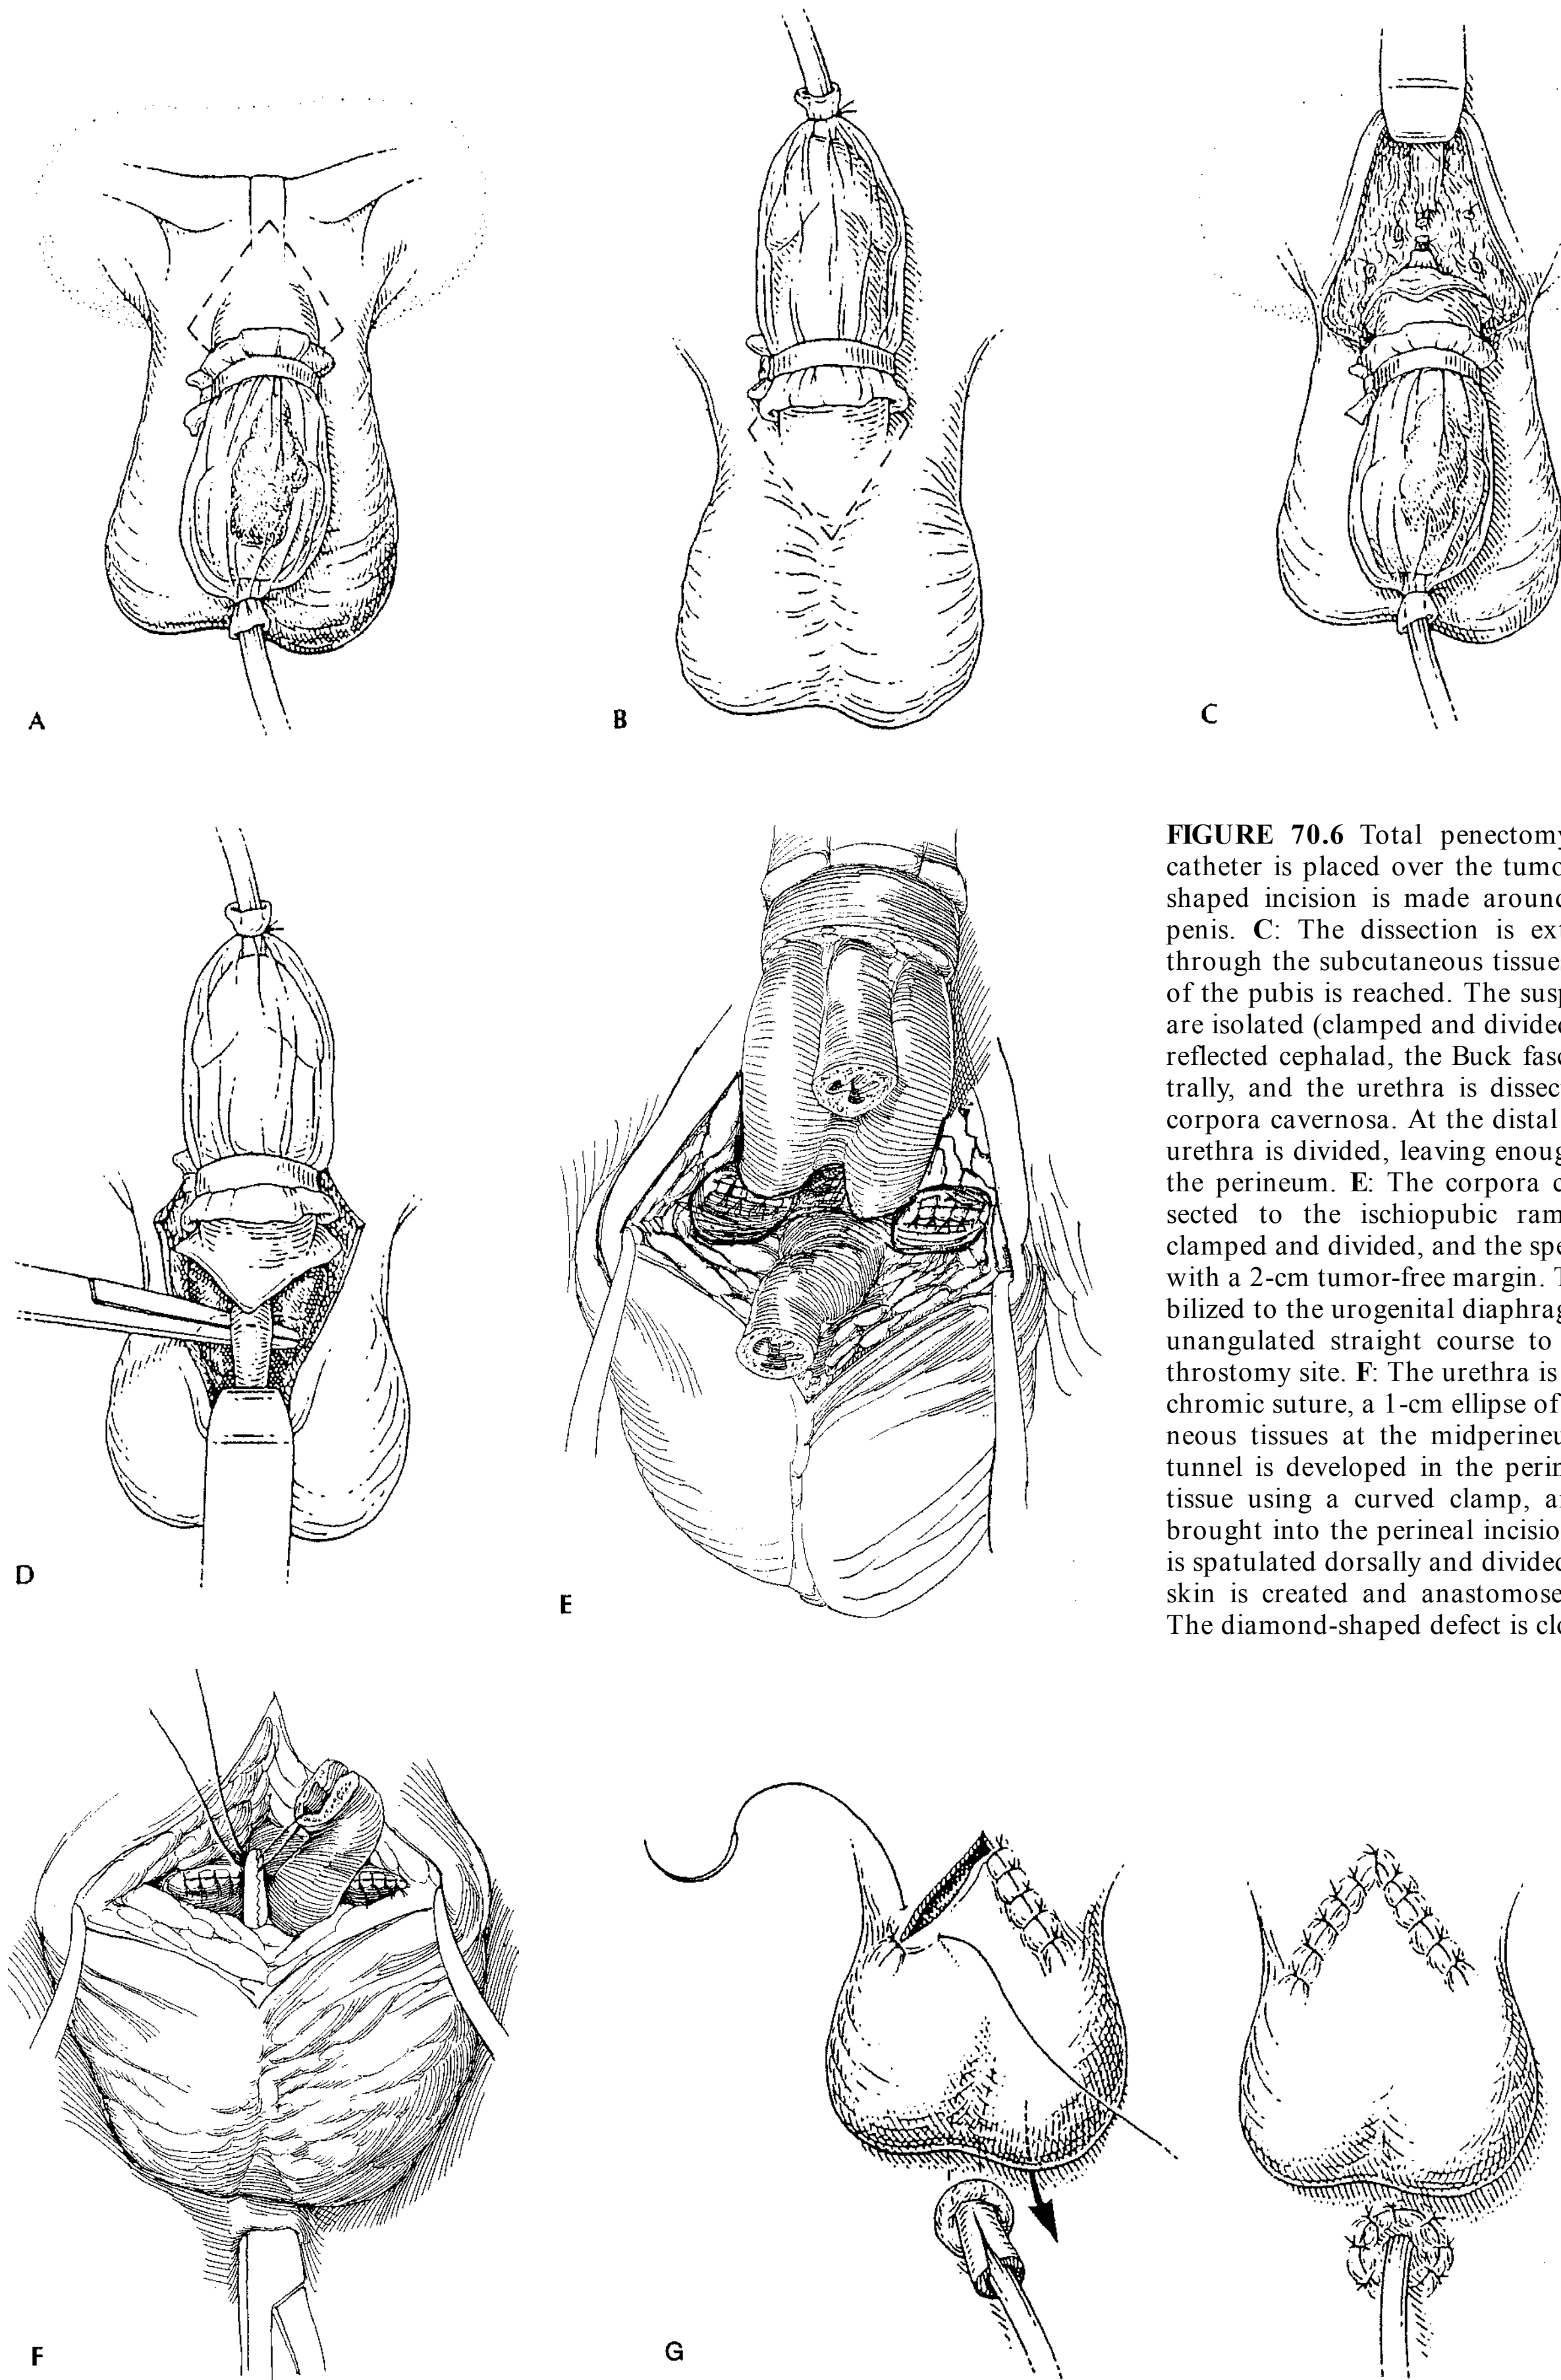 A
B
C
FIGURE 70.6 Total penectomy
catheter is placed over the tumo
shaped incision is made around
penis. C: The dissection is ext
through the subcutaneous tissue
of the pubis is reached. The susp
are isolated (clamped and divided
reflected cephalad, the Buck fasc
trally, and the urethra is dissec
corpora cavernosa. At the distal
urethra is divided, leaving enoug
the perineum. E: The corpora c
sected to the ischiopubic ram
clamped and divided, and the spe
with a 2-cm tumor-free margin. T
bilized to the urogenital diaphrag
unangulated straight course to
throstomy site. F: The urethra is
chromic suture, a 1-cm ellipse of
neous tissues at the midperineu
tunnel is developed in the perin
tissue using a curved clamp, a
brought into the perineal incision
is spatulated dorsally and divided
skin is created and anastomose
The diamond-shaped defect is clo
D
E
F
G